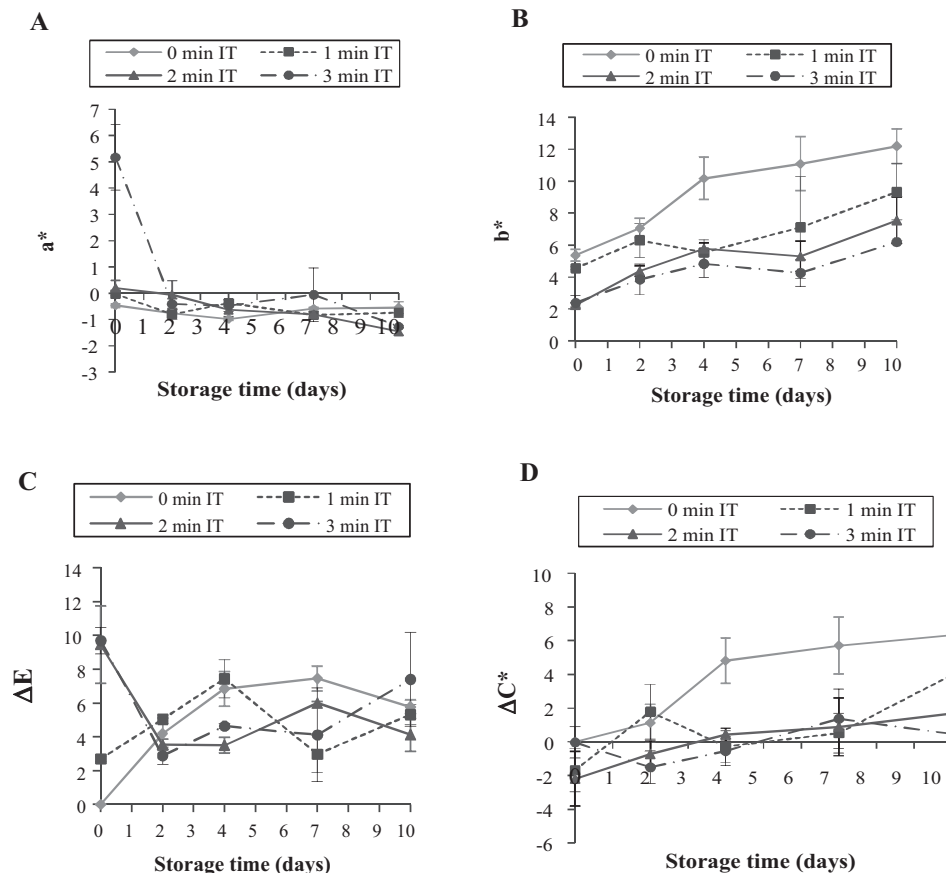 A
0 min IT 1 min IT
2 min IT 3 min IT
7
6
5
4
3
2
1
0
-1
-2
-3
a*
0 1 2 3 4 5 6 7 8 9 10
Storage time (days)
B
0 min IT 1 min IT
2 min IT 3 min IT
14
12
10
8
6
4
2
0
b*
0 1 2 3 4 5 6 7 8 9 10
Storage time (days)
C
0 min IT 1 min IT
2 min IT 3 min IT
14
12
10
8
6
4
2
0
ΔE
0 1 2 3 4 5 6 7 8 9 10
Storage time (days)
D
0 min IT 1 min IT
2 min IT 3 min IT
10
8
6
4
2
0
-2
-4
-6
ΔC*
0 1 2 3 4 5 6 7 8 9 10
Storage time (days)